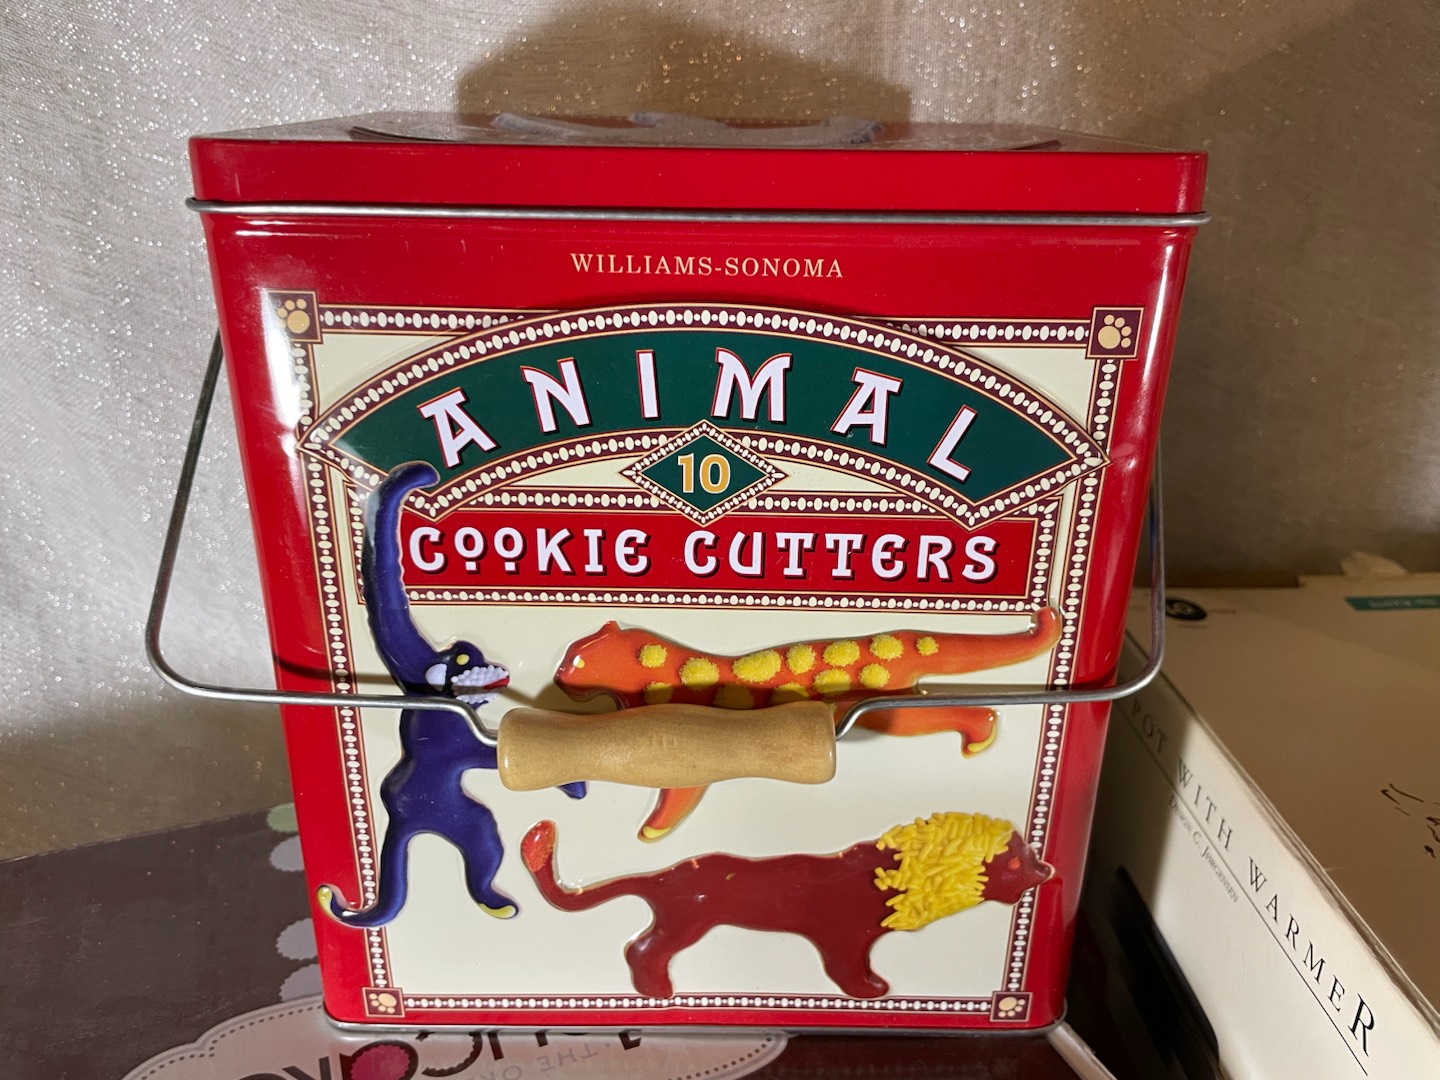 WILLIAMS-SONOMA
ANIMAL
10
COOKIE CUTTERS
POT WITH WARMER